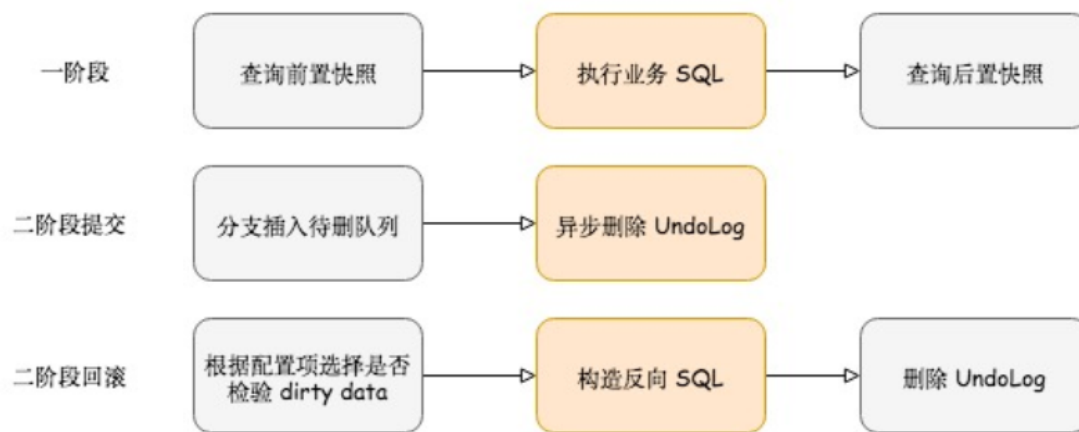 一阶段
查询前置快照
执行业务 SQL
查询后置快照
二阶段提交
分支插入待删队列
异步删除 UndoLog
二阶段回滚
根据配置项选择是否
检验 dirty data
构造反向 SQL
删除 UndoLog